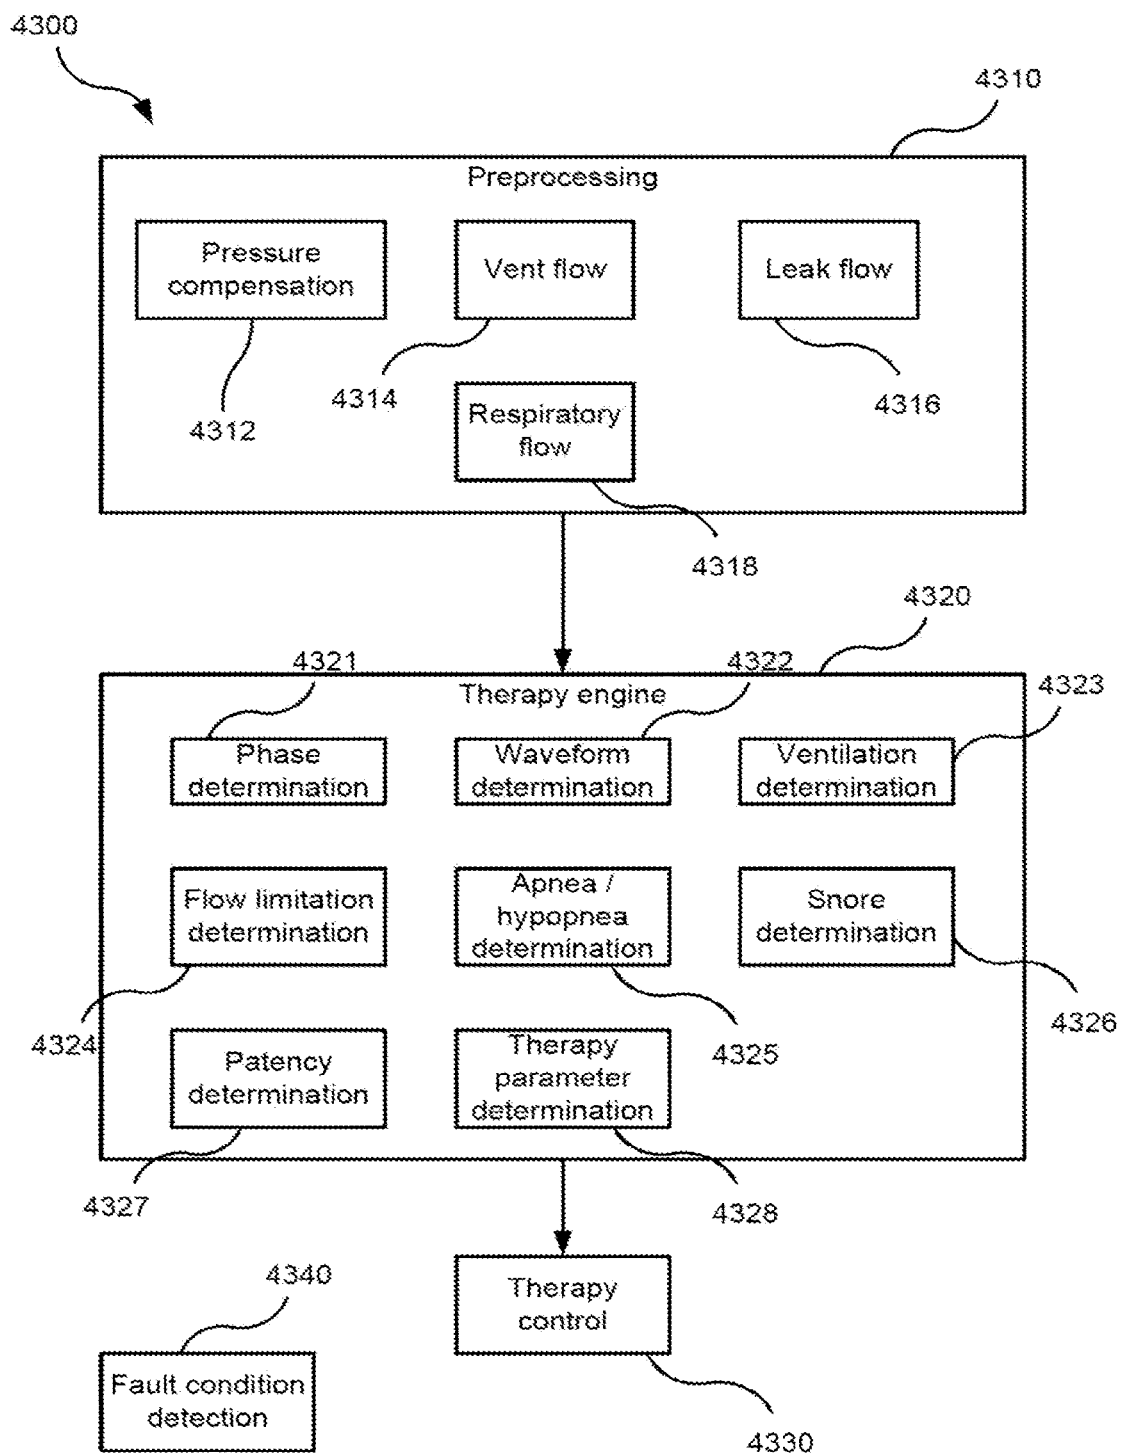 4300
4310
Preprocessing
Pressure
compensation
Vent flow
Leak flow
4312
4314
4316
Respiratory
flow
4318
4320
4321
4322
4323
Therapy engine
Phase
determination
Waveform
determination
Ventilation
determination
Flow limitation
determination
Apnea /
hypopnea
determination
Snore
determination
4324
4325
4326
Patency
determination
Therapy
parameter
determination
4327
4328
4340
Therapy
control
Fault condition
detection
4330